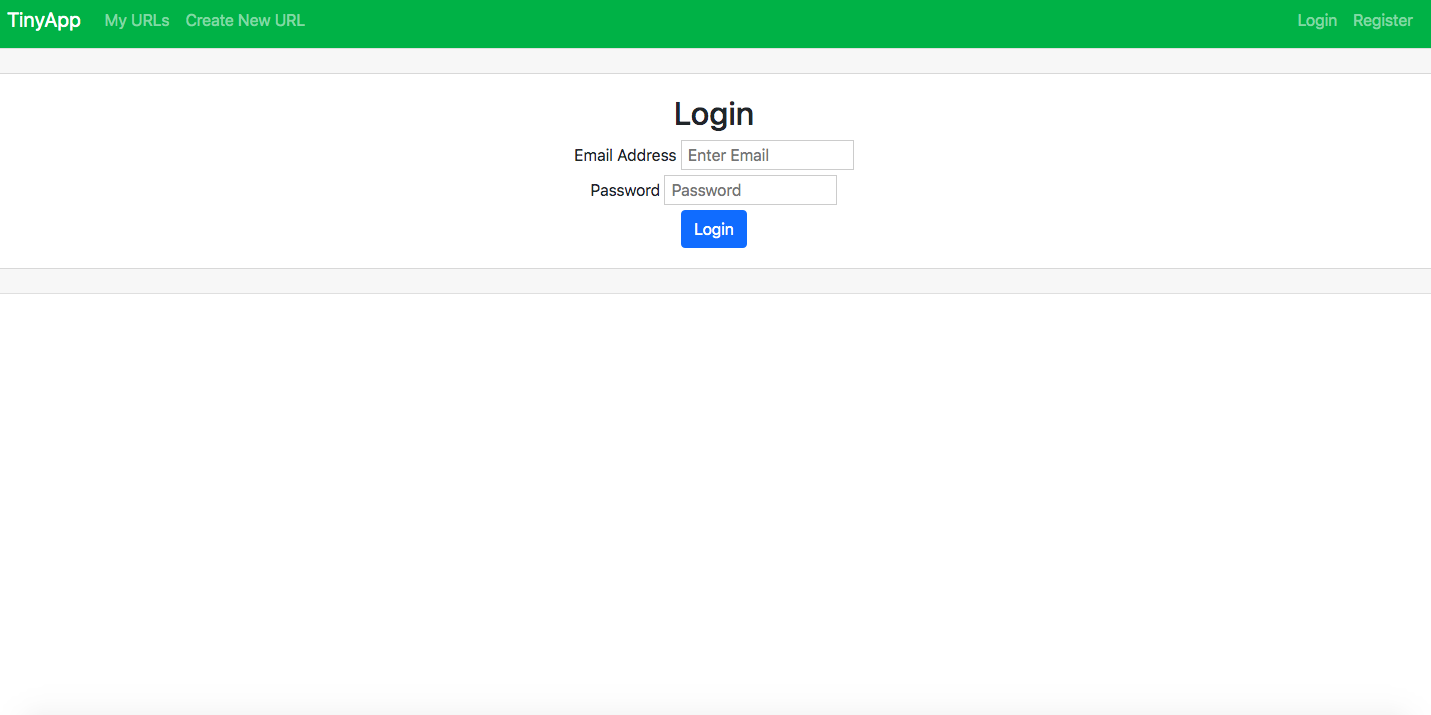 TinyApp My URLs Create New URL Login Register
Login
Email Address Enter Email
Password Password
Login